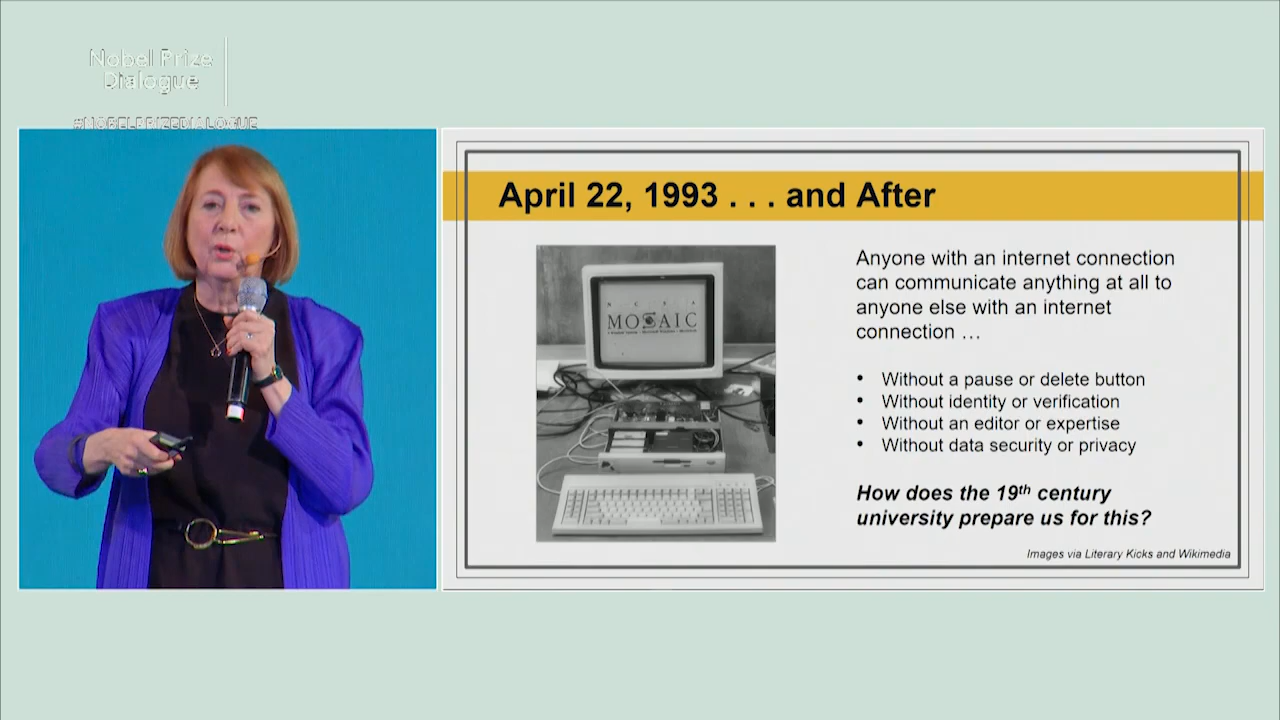 Nobel Prize
Dialogue
#NOBELPRIZEDIALOGUE
April 22, 1993 . . . and After
NCSA
MOSAIC
Anyone with an internet connection
can communicate anything at all to
anyone else with an internet
connection …
• Without a pause or delete button
• Without identity or verification
• Without an editor or expertise
• Without data security or privacy
How does the 19th century
university prepare us for this?
Images via Literary Kicks and Wikimedia